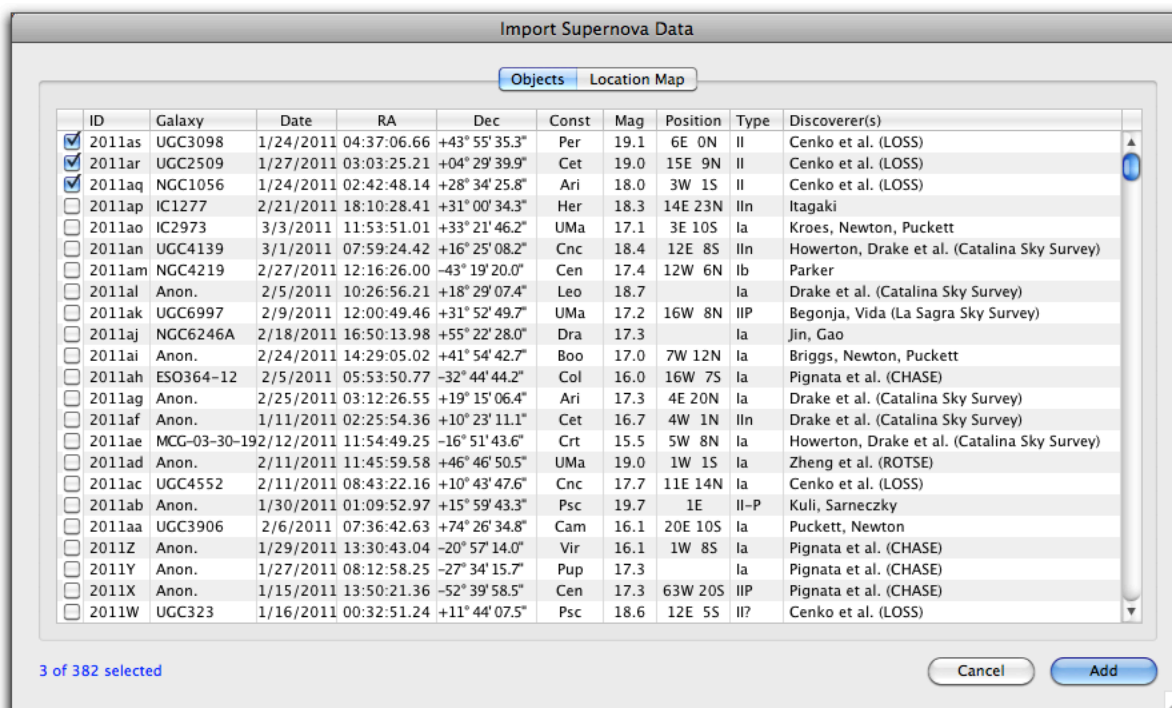 Import Supernova Data
Objects Location Map
ID Galaxy Date RA Dec Const Mag Position Type Discoverer(s)
2011as UGC3098 1/24/2011 04:37:06.66 +43° 55' 35.3" Per 19.1 6E 0N II Cenko et al. (LOSS)
2011ar UGC2509 1/27/2011 03:03:25.21 +04° 29' 39.9" Cet 19.0 15E 9N II Cenko et al. (LOSS)
2011aq NGC1056 1/24/2011 02:42:48.14 +28° 34' 25.8" Ari 18.0 3W 1S II Cenko et al. (LOSS)
2011ap IC1277 2/21/2011 18:10:28.41 +31° 00' 34.3" Her 18.3 14E 23N IIn Itagaki
2011ao IC2973 3/3/2011 11:53:51.01 +33° 21' 46.2" UMa 17.1 3E 10S Ia Kroes, Newton, Puckett
2011an UGC4139 3/1/2011 07:59:24.42 +16° 25' 08.2" Cnc 18.4 12E 8S IIn Howerton, Drake et al. (Catalina Sky Survey)
2011am NGC4219 2/27/2011 12:16:26.00 −43° 19' 20.0" Cen 17.4 12W 6N Ib Parker
2011al Anon. 2/5/2011 10:26:56.21 +18° 29' 07.4" Leo 18.7 Ia Drake et al. (Catalina Sky Survey)
2011ak UGC6997 2/9/2011 12:00:49.46 +31° 52' 49.7" UMa 17.2 16W 8N IIP Begonja, Vida (La Sagra Sky Survey)
2011aj NGC6246A 2/18/2011 16:50:13.98 +55° 22' 28.0" Dra 17.3 Ia Jin, Gao
2011ai Anon. 2/24/2011 14:29:05.02 +41° 54' 42.7" Boo 17.0 7W 12N Ia Briggs, Newton, Puckett
2011ah ESO364-12 2/5/2011 05:53:50.77 −32° 44' 44.2" Col 16.0 16W 7S Ia Pignata et al. (CHASE)
2011ag Anon. 2/25/2011 03:12:26.55 +19° 15' 06.4" Ari 17.3 4E 20N Ia Drake et al. (Catalina Sky Survey)
2011af Anon. 1/11/2011 02:25:54.36 +10° 23' 11.1" Cet 16.7 4W 1N IIn Drake et al. (Catalina Sky Survey)
2011ae MCG-03-30-19 2/12/2011 11:54:49.25 −16° 51' 43.6" Crt 15.5 5W 8N Ia Howerton, Drake et al. (Catalina Sky Survey)
2011ad Anon. 2/11/2011 11:45:59.58 +46° 46' 50.5" UMa 19.0 1W 1S Ia Zheng et al. (ROTSE)
2011ac UGC4552 2/11/2011 08:43:22.16 +10° 43' 47.6" Cnc 17.7 11E 14N Ia Cenko et al. (LOSS)
2011ab Anon. 1/30/2011 01:09:52.97 +15° 59' 43.3" Psc 19.7 1E II-P Kuli, Sarneczky
2011aa UGC3906 2/6/2011 07:36:42.63 +74° 26' 34.8" Cam 16.1 20E 10S Ia Puckett, Newton
2011Z Anon. 1/29/2011 13:30:43.04 −20° 57' 14.0" Vir 16.1 1W 8S Ia Pignata et al. (CHASE)
2011Y Anon. 1/27/2011 08:12:58.25 −27° 34' 15.7" Pup 17.3 Ia Pignata et al. (CHASE)
2011X Anon. 1/15/2011 13:50:21.36 −52° 39' 58.5" Cen 17.3 63W 20S IIP Pignata et al. (CHASE)
2011W UGC323 1/16/2011 00:32:51.24 +11° 44' 07.5" Psc 18.6 12E 5S II? Cenko et al. (LOSS)
3 of 382 selected Cancel Add